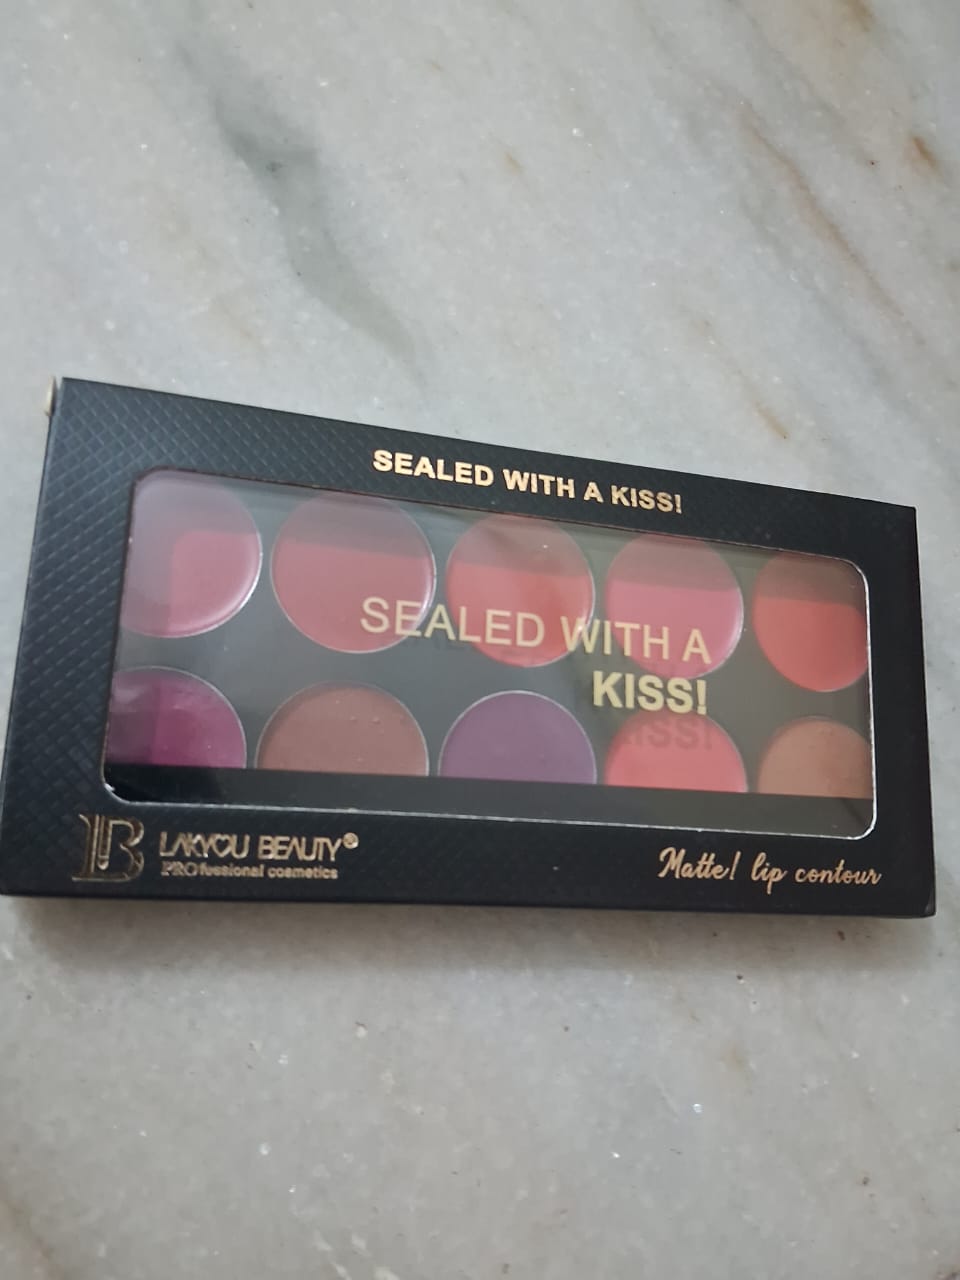 SEALED WITH A KISS!
SEALED WITH A
KISS!
LAKYOU BEAUTY®
PROfessional cosmetics
Matte! lip contour